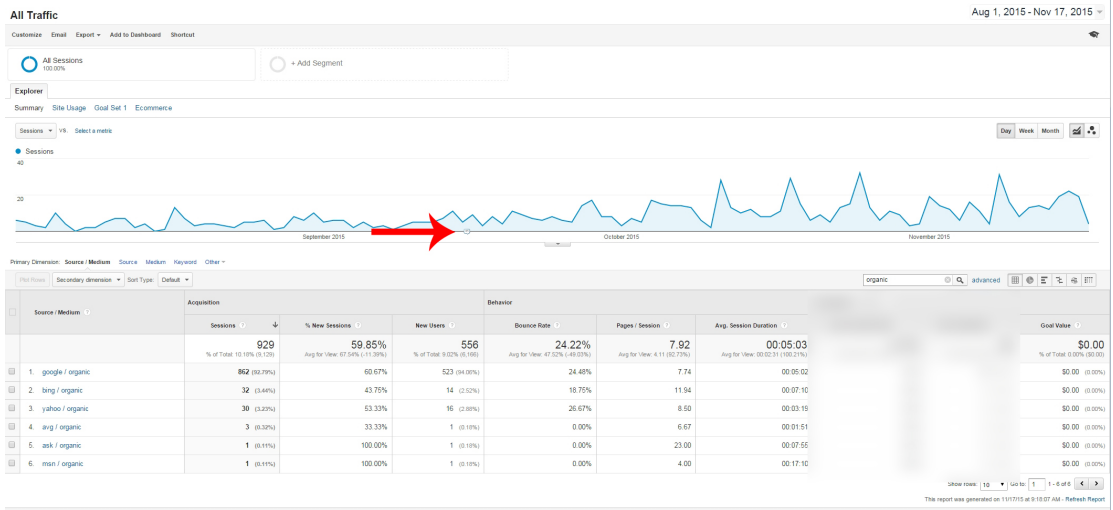 All Traffic
Aug 1, 2015 - Nov 17, 2015
Customize Email Export Add to Dashboard Shortcut
All Sessions
100.00%
+ Add Segment
Explorer
Summary Site Usage Goal Set 1 Ecommerce
Sessions VS. Select a metric
Day Week Month
Sessions
40
20
September 2015 October 2015 November 2015
Primary Dimension: Source / Medium Source Medium Keyword Other
Plot Rows Secondary dimension Sort Type: Default
organic advanced
Source / Medium
Acquisition Behavior
Sessions % New Sessions New Users Bounce Rate Pages / Session Avg. Session Duration Goal Value
929 59.85% 556 24.22% 7.92 00:05:03 $0.00
% of Total: 10.18% (9,129) Avg for View: 67.54% (-11.39%) % of Total: 9.02% (6,166) Avg for View: 47.52% (-49.03%) Avg for View: 4.11 (92.73%) Avg for View: 00:02:31 (100.21%) % of Total: 0.00% ($0.00)
1. google / organic 862 (92.79%) 60.67% 523 (94.06%) 24.48% 7.74 00:05:02 $0.00 (0.00%)
2. bing / organic 32 (3.44%) 43.75% 14 (2.52%) 18.75% 11.94 00:07:10 $0.00 (0.00%)
3. yahoo / organic 30 (3.23%) 53.33% 16 (2.88%) 26.67% 8.50 00:03:19 $0.00 (0.00%)
4. avg / organic 3 (0.32%) 33.33% 1 (0.18%) 0.00% 6.67 00:01:51 $0.00 (0.00%)
5. ask / organic 1 (0.11%) 100.00% 1 (0.18%) 0.00% 23.00 00:07:55 $0.00 (0.00%)
6. msn / organic 1 (0.11%) 100.00% 1 (0.18%) 0.00% 4.00 00:17:10 $0.00 (0.00%)
Show rows: 10 Go to: 1 1 - 6 of 6
This report was generated on 11/17/15 at 9:18:07 AM - Refresh Report